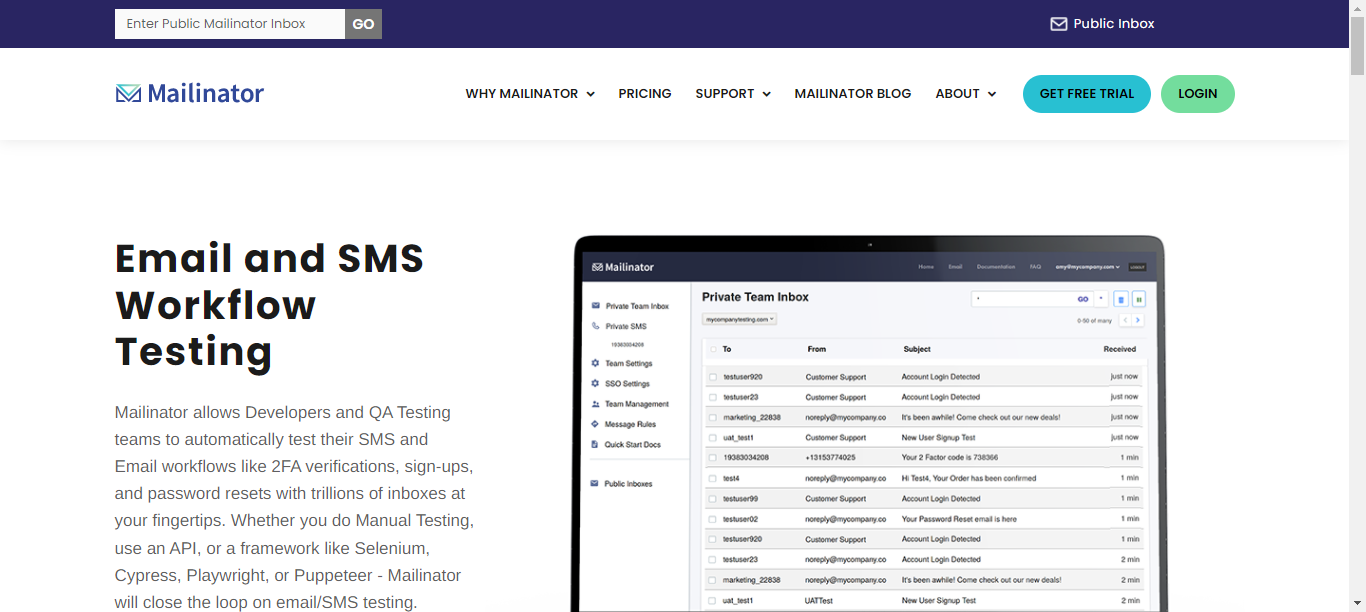 Enter Public Mailinator Inbox
GO
Public Inbox
Mailinator
WHY MAILINATOR
PRICING
SUPPORT
MAILINATOR BLOG
ABOUT
GET FREE TRIAL
LOGIN
Email and SMS
Workflow
Testing
Mailinator allows Developers and QA Testing
teams to automatically test their SMS and
Email workflows like 2FA verifications, sign-ups,
and password resets with trillions of inboxes at
your fingertips. Whether you do Manual Testing,
use an API, or a framework like Selenium,
Cypress, Playwright, or Puppeteer - Mailinator
will close the loop on email/SMS testing.
Mailinator
Home Email Documentation FAQ amy@mycompany.com LOGOUT
Private Team Inbox
Private SMS
19383034208
Team Settings
SSO Settings
Team Management
Message Rules
Quick Start Docs
Public Inboxes
Private Team Inbox
* GO
mycompanytesting.com
0-50 of many
To From Subject Received
testuser920 Customer Support Account Login Detected just now
testuser23 Customer Support Account Login Detected just now
marketing_22838 noreply@mycompany.co It's been awhile! Come check out our new deals! just now
uat_test1 Customer Support New User Signup Test just now
19383034208 +13153774025 Your 2 Factor code is 738366 1 min
test4 noreply@mycompany.co Hi Test4, Your Order has been confirmed 1 min
testuser99 Customer Support Account Login Detected 1 min
testuser02 noreply@mycompany.co Your Password Reset email is here 1 min
testuser920 Customer Support Account Login Detected 1 min
testuser23 noreply@mycompany.co Account Login Detected 2 min
marketing_22838 noreply@mycompany.co It's been awhile! Come check out our new deals! 2 min
uat_test1 UATTest New User Signup Test 2 min